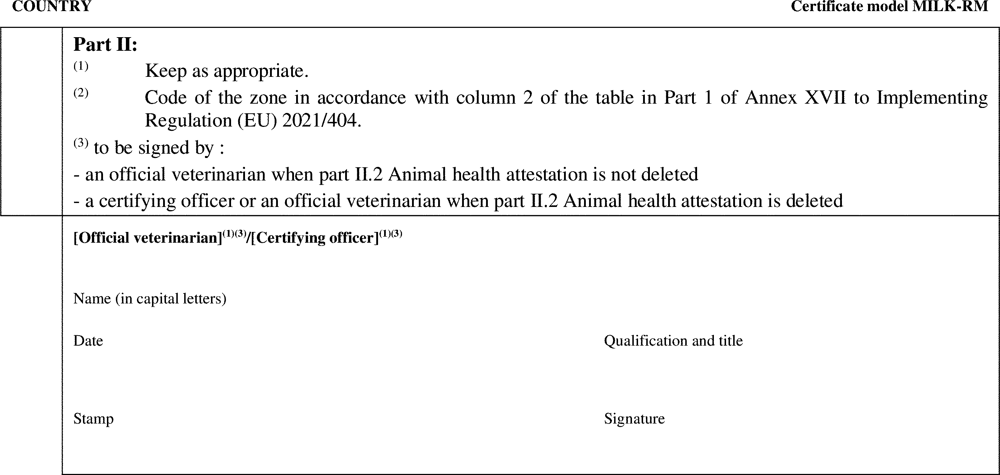 COUNTRY Certificate model MILK-RM
Part II:
(1) Keep as appropriate.
(2) Code of the zone in accordance with column 2 of the table in Part 1 of Annex XVII to Implementing
Regulation (EU) 2021/404.
(3) to be signed by :
- an official veterinarian when part II.2 Animal health attestation is not deleted
- a certifying officer or an official veterinarian when part II.2 Animal health attestation is deleted
[Official veterinarian](1)(3)/[Certifying officer](1)(3)
Name (in capital letters)
Date Qualification and title
Stamp Signature